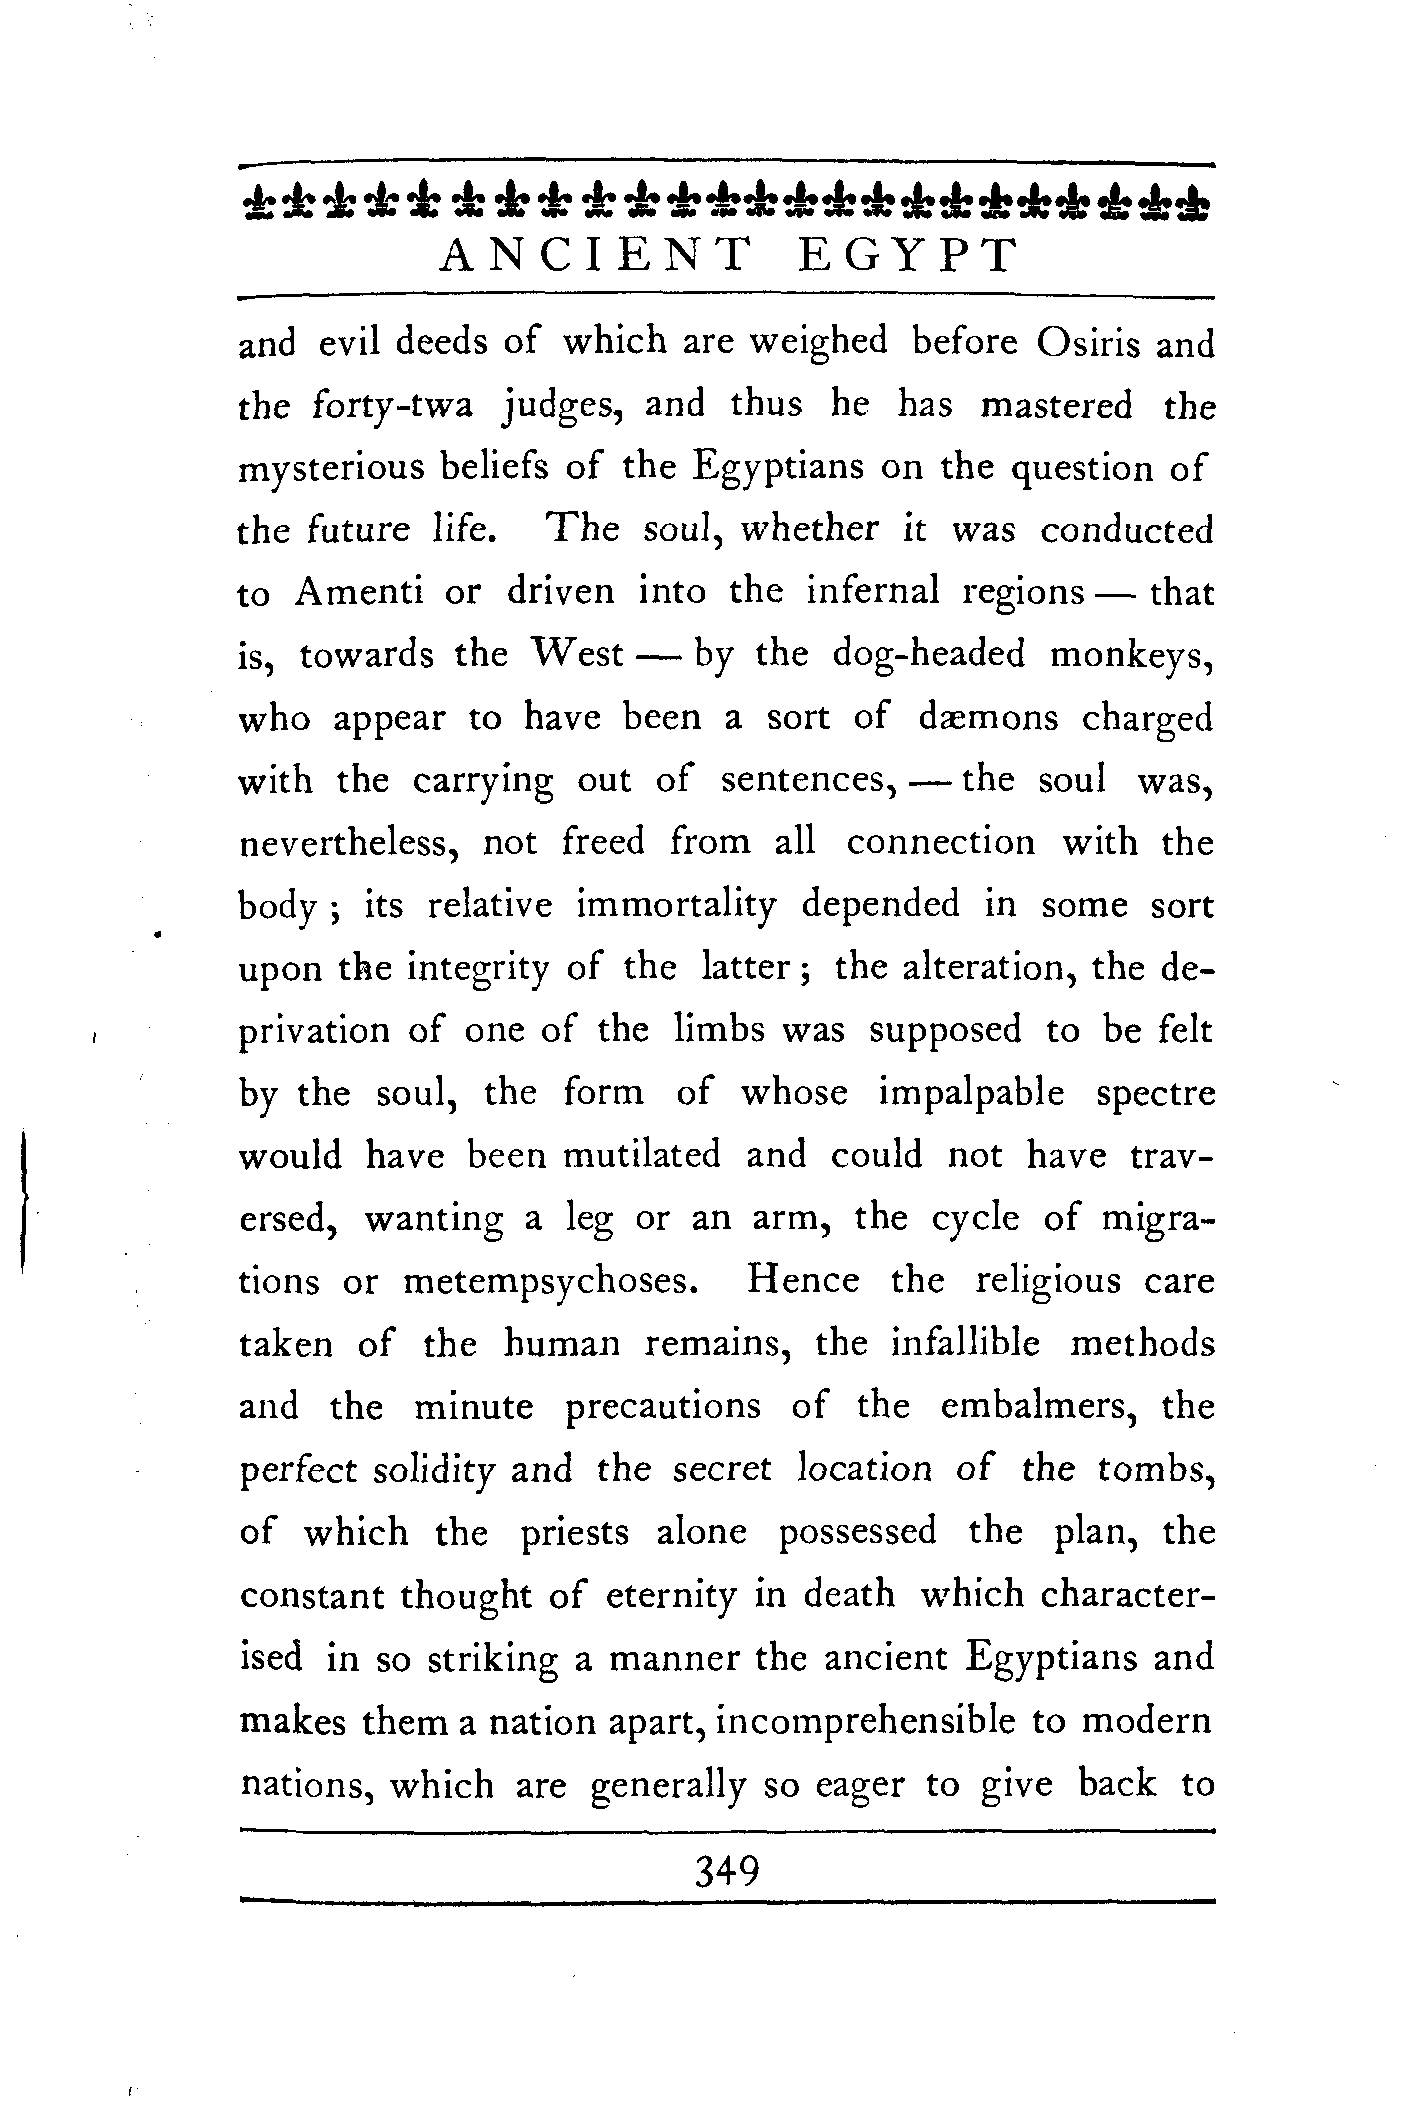 ANCIENT EGYPT
and evil deeds of which are weighed before Osiris and
the forty-twa judges, and thus he has mastered the
mysterious beliefs of the Egyptians on the question of
the future life. The soul, whether it was conducted
to Amenti or driven into the infernal regions — that
is, towards the West — by the dog-headed monkeys,
who appear to have been a sort of dæmons charged
with the carrying out of sentences, — the soul was,
nevertheless, not freed from all connection with the
body ; its relative immortality depended in some sort
upon the integrity of the latter ; the alteration, the de-
privation of one of the limbs was supposed to be felt
by the soul, the form of whose impalpable spectre
would have been mutilated and could not have trav-
ersed, wanting a leg or an arm, the cycle of migra-
tions or metempsychoses. Hence the religious care
taken of the human remains, the infallible methods
and the minute precautions of the embalmers, the
perfect solidity and the secret location of the tombs,
of which the priests alone possessed the plan, the
constant thought of eternity in death which character-
ised in so striking a manner the ancient Egyptians and
makes them a nation apart, incomprehensible to modern
nations, which are generally so eager to give back to
349